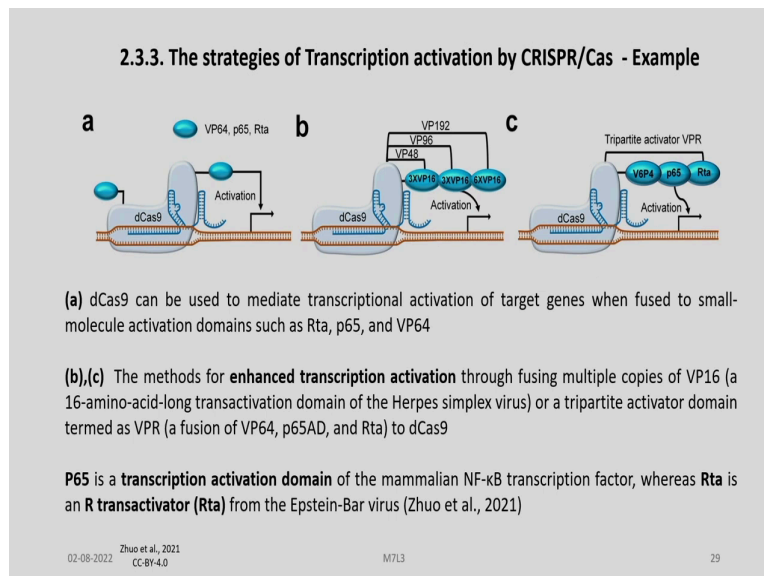 2.3.3. The strategies of Transcription activation by CRISPR/Cas - Example
a
VP64, p65, Rta
Activation
dCas9
b
VP192
VP96
VP48
3XVP16 3XVP16 6XVP16
Activation
dCas9
c
Tripartite activator VPR
V6P4 p65 Rta
Activation
dCas9
(a) dCas9 can be used to mediate transcriptional activation of target genes when fused to small-
molecule activation domains such as Rta, p65, and VP64
(b),(c) The methods for enhanced transcription activation through fusing multiple copies of VP16 (a
16-amino-acid-long transactivation domain of the Herpes simplex virus) or a tripartite activator domain
termed as VPR (a fusion of VP64, p65AD, and Rta) to dCas9
P65 is a transcription activation domain of the mammalian NF-κB transcription factor, whereas Rta is
an R transactivator (Rta) from the Epstein-Bar virus (Zhuo et al., 2021)
02-08-2022
Zhuo et al., 2021
CC-BY-4.0
M7L3
29